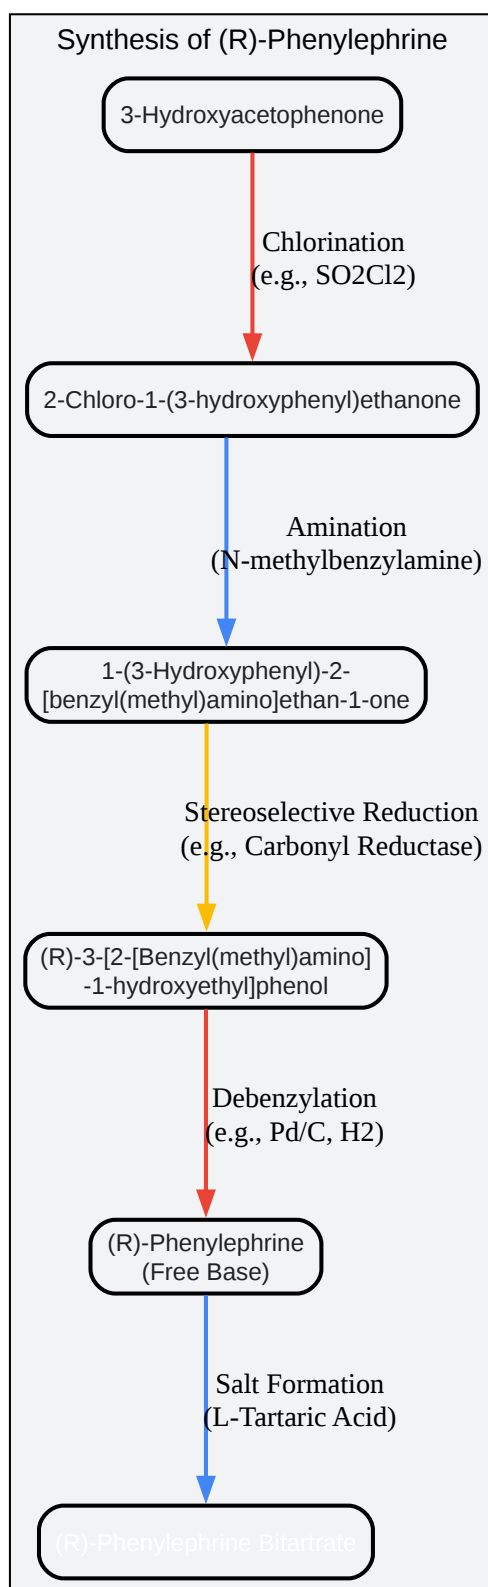 Synthesis of (R)-Phenylephrine
3-Hydroxyacetophenone
Chlorination
(e.g., SO2Cl2)
2-Chloro-1-(3-hydroxyphenyl)ethanone
Amination
(N-methylbenzylamine)
1-(3-Hydroxyphenyl)-2-
[benzyl(methyl)amino]ethan-1-one
Stereoselective Reduction
(e.g., Carbonyl Reductase)
(R)-3-[2-[Benzyl(methyl)amino]
-1-hydroxyethyl]phenol
Debenzylation
(e.g., Pd/C, H2)
(R)-Phenylephrine
(Free Base)
Salt Formation
(L-Tartaric Acid)
(R)-Phenylephrine Bitartrate